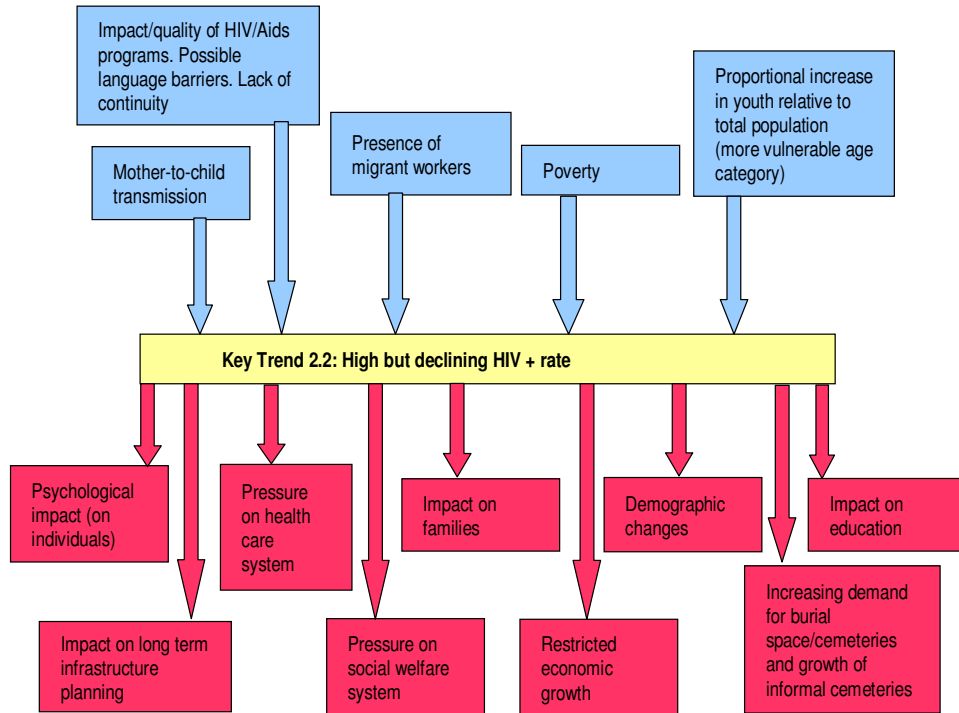 Impact/quality of HIV/Aids
programs. Possible
language barriers. Lack of
continuity
Mother-to-child
transmission
Presence of
migrant workers
Poverty
Proportional increase
in youth relative to
total population
(more vulnerable age
category)
Key Trend 2.2: High but declining HIV + rate
Psychological
impact (on
individuals)
Pressure
on health
care
system
Impact on
families
Demographic
changes
Impact on
education
Impact on long term
infrastructure
planning
Pressure on
social welfare
system
Restricted
economic
growth
Increasing demand
for burial
space/cemeteries
and growth of
informal cemeteries